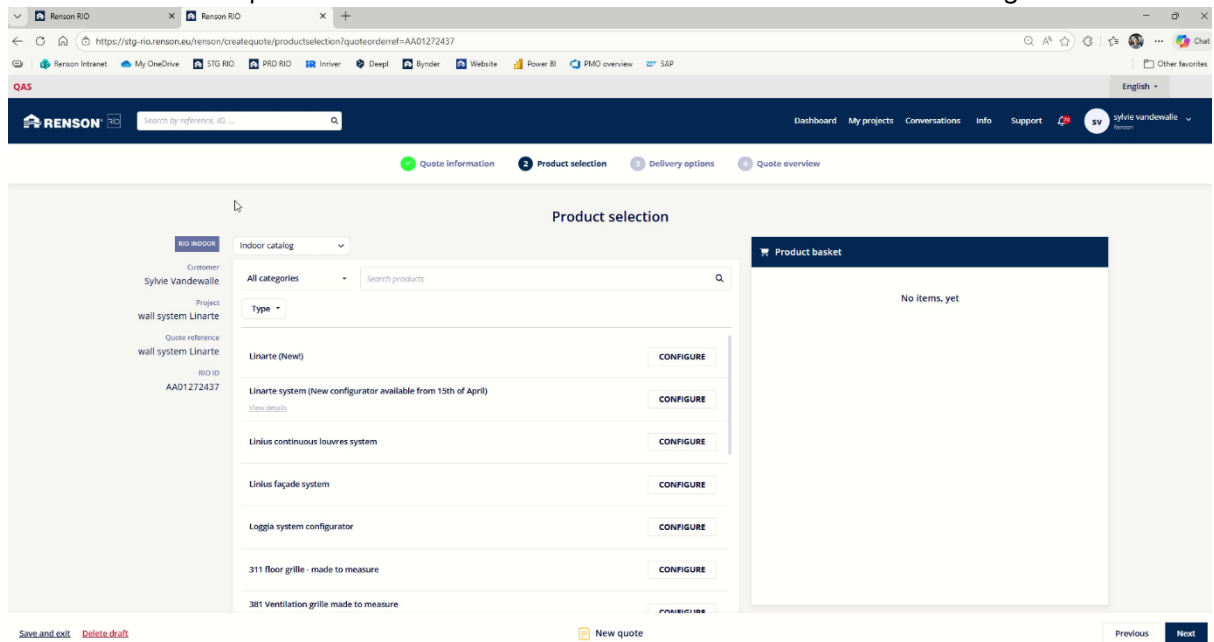 Renson RIO
Renson RIO
https://stg-rio.renson.eu/renson/createquote/productselection?quoteorderref=AA01272437
Chat
Renson Intranet My OneDrive STG RIO PRD RIO Inriver Deepl Bynder Website Power BI PMO overview SAP Other favorites
QAS English
RENSON RIO Search by reference, ID, ... Dashboard My projects Conversations Info Support SV sylvie vandewalle
Renson
Quote information 2 Product selection 3 Delivery options 4 Quote overview
Product selection
RIO INDOOR
Customer
Sylvie Vandewalle
Project
wall system Linarte
Quote reference
wall system Linarte
RIO ID
AA01272437
Indoor catalog
All categories Search products
Type
Linarte (New!) CONFIGURE
Linarte system (New configurator available from 15th of April) CONFIGURE
View details
Linius continuous louvres system CONFIGURE
Linius façade system CONFIGURE
Loggia system configurator CONFIGURE
311 floor grille - made to measure CONFIGURE
381 Ventilation grille made to measure CONFIGURE
Product basket
No items, yet
Save and exit Delete draft New quote Previous Next